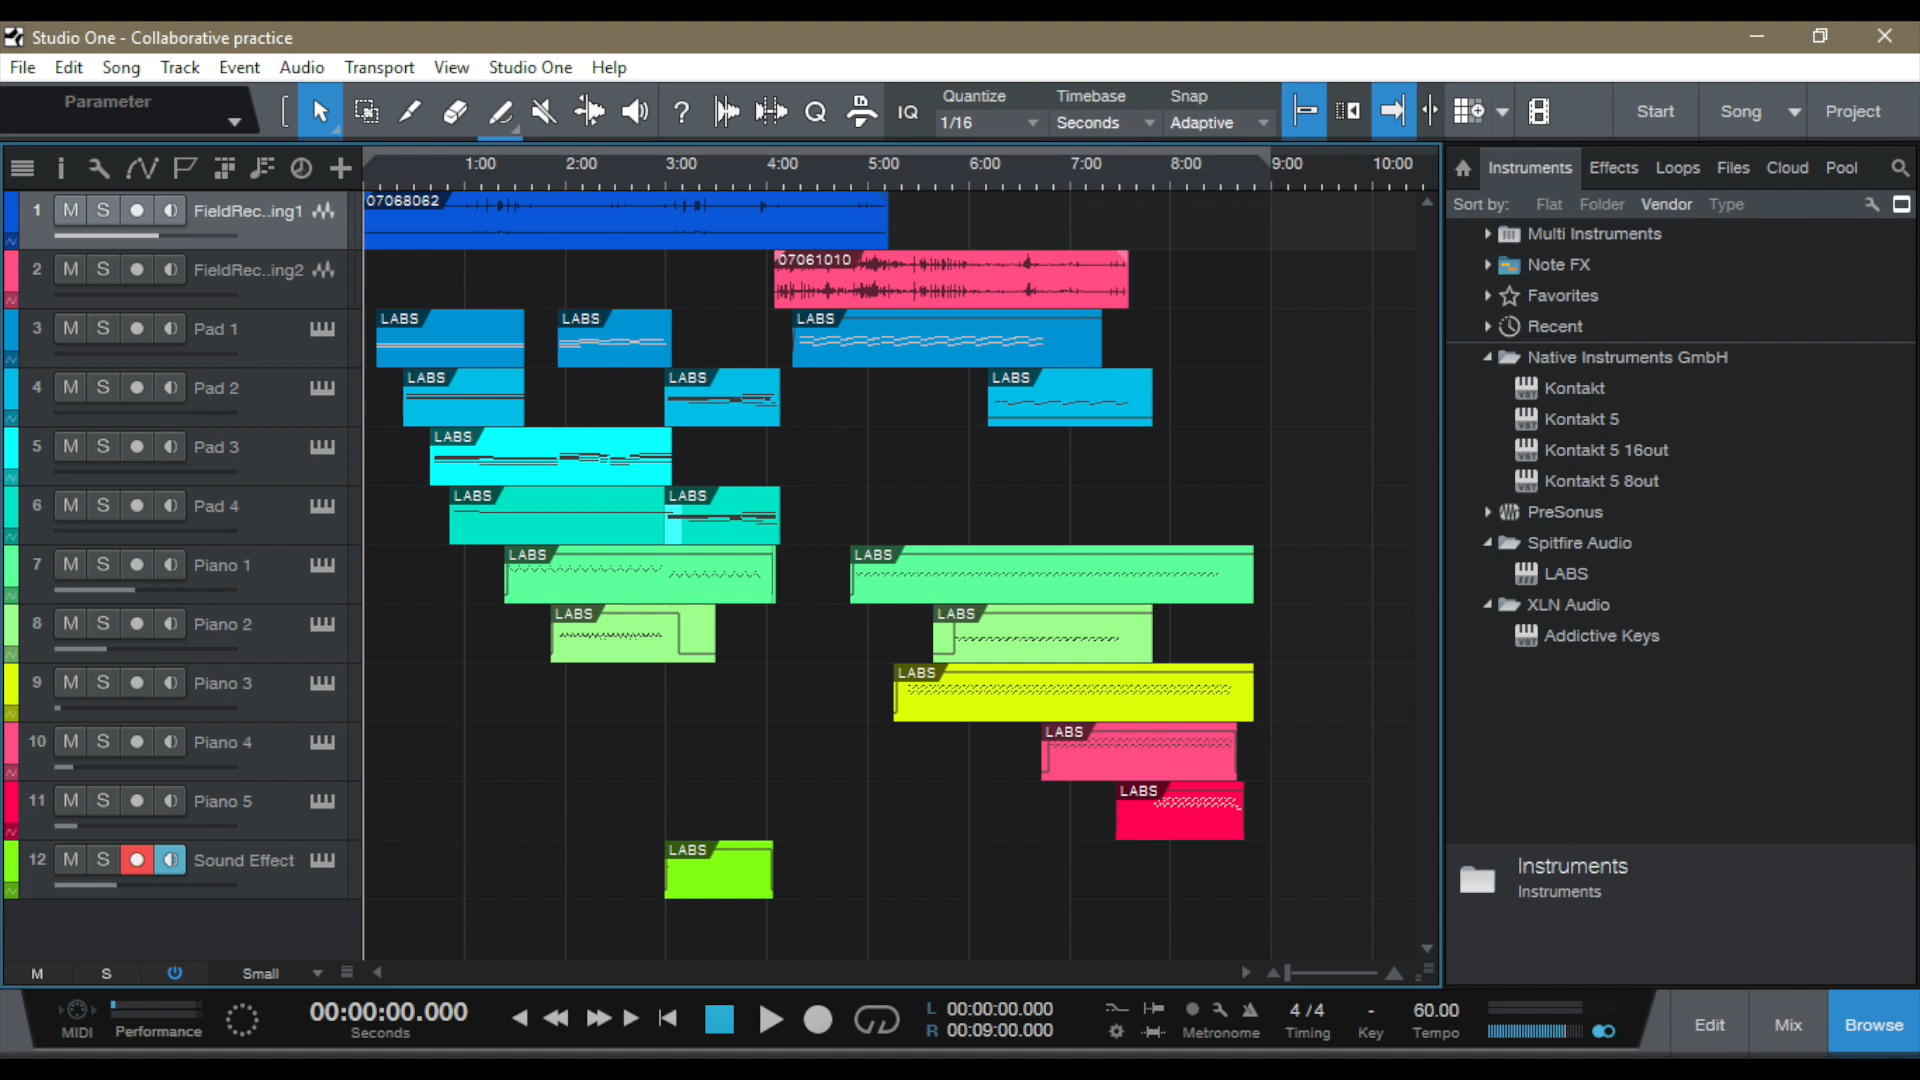 Studio One - Collaborative practice
File Edit Song Track Event Audio Transport View Studio One Help
Parameter
IQ
Quantize Timebase Snap
1/16 Seconds Adaptive
Start Song Project
1:00 2:00 3:00 4:00 5:00 6:00 7:00 8:00 9:00 10:00
1 M S FieldRec..ing1
2 M S FieldRec..ing2
3 M S Pad 1
4 M S Pad 2
5 M S Pad 3
6 M S Pad 4
7 M S Piano 1
8 M S Piano 2
9 M S Piano 3
10 M S Piano 4
11 M S Piano 5
12 M S Sound Effect
07068062
07061010
LABS LABS LABS
LABS LABS LABS
LABS
LABS LABS
LABS LABS
LABS LABS
LABS
LABS
LABS
LABS
M S Small
Instruments Effects Loops Files Cloud Pool
Sort by: Flat Folder Vendor Type
Multi Instruments
Note FX
Favorites
Recent
Native Instruments GmbH
Kontakt
Kontakt 5
Kontakt 5 16out
Kontakt 5 8out
PreSonus
Spitfire Audio
LABS
XLN Audio
Addictive Keys
Instruments
Instruments
MIDI Performance
00:00:00.000
Seconds
L 00:00:00.000
R 00:09:00.000
Metronome
4 / 4
Timing
-
Key
60.00
Tempo
Edit Mix Browse